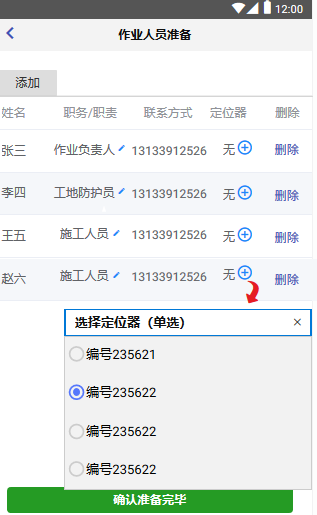 12:00
作业人员准备
添加
姓名 职务/职责 联系方式 定位器 删除
张三 作业负责人 13133912526 无 删除
李四 工地防护员 13133912526 无 删除
王五 施工人员 13133912526 无 删除
赵六 施工人员 13133912526 无 删除
选择定位器（单选） ×
编号235621
编号235622
编号235622
编号235622
确认准备完毕